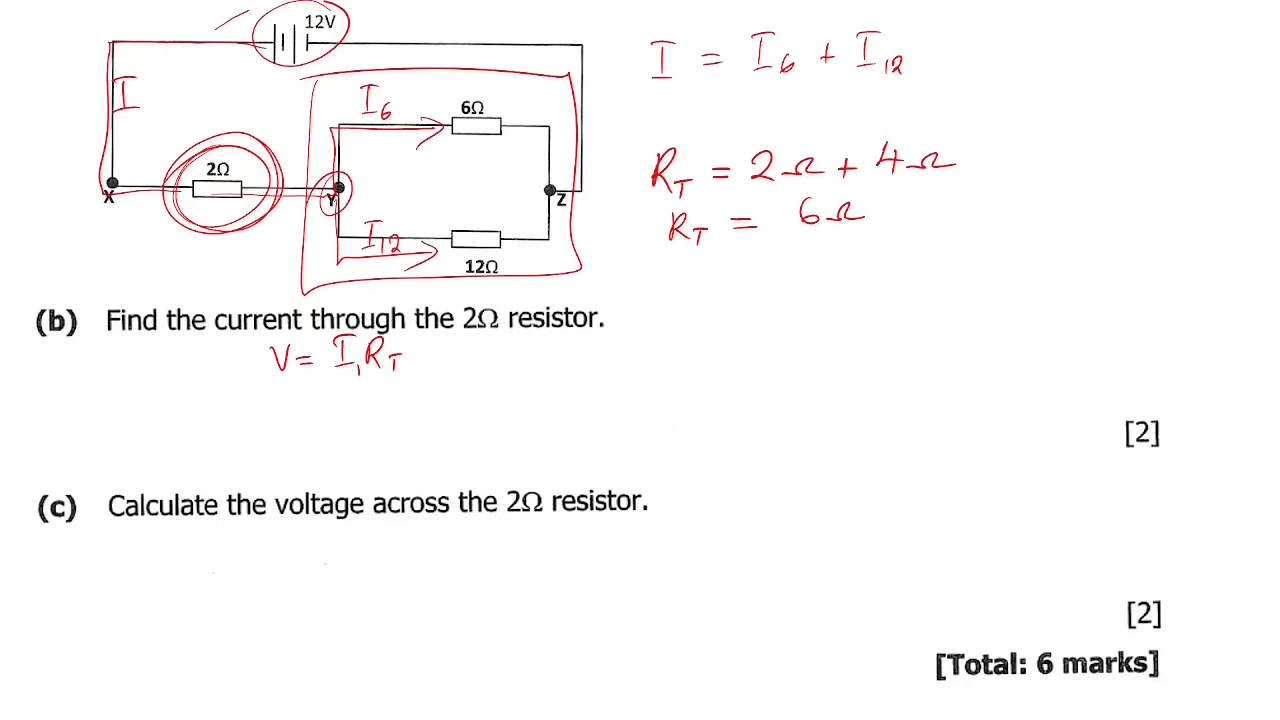 12V
I = I6 + I12
I
I6
6Ω
2Ω
RT = 2Ω + 4Ω
X
Y
Z
RT = 6Ω
I12
12Ω
(b) Find the current through the 2Ω resistor.
V = I1RT
[2]
(c) Calculate the voltage across the 2Ω resistor.
[2]
[Total: 6 marks]